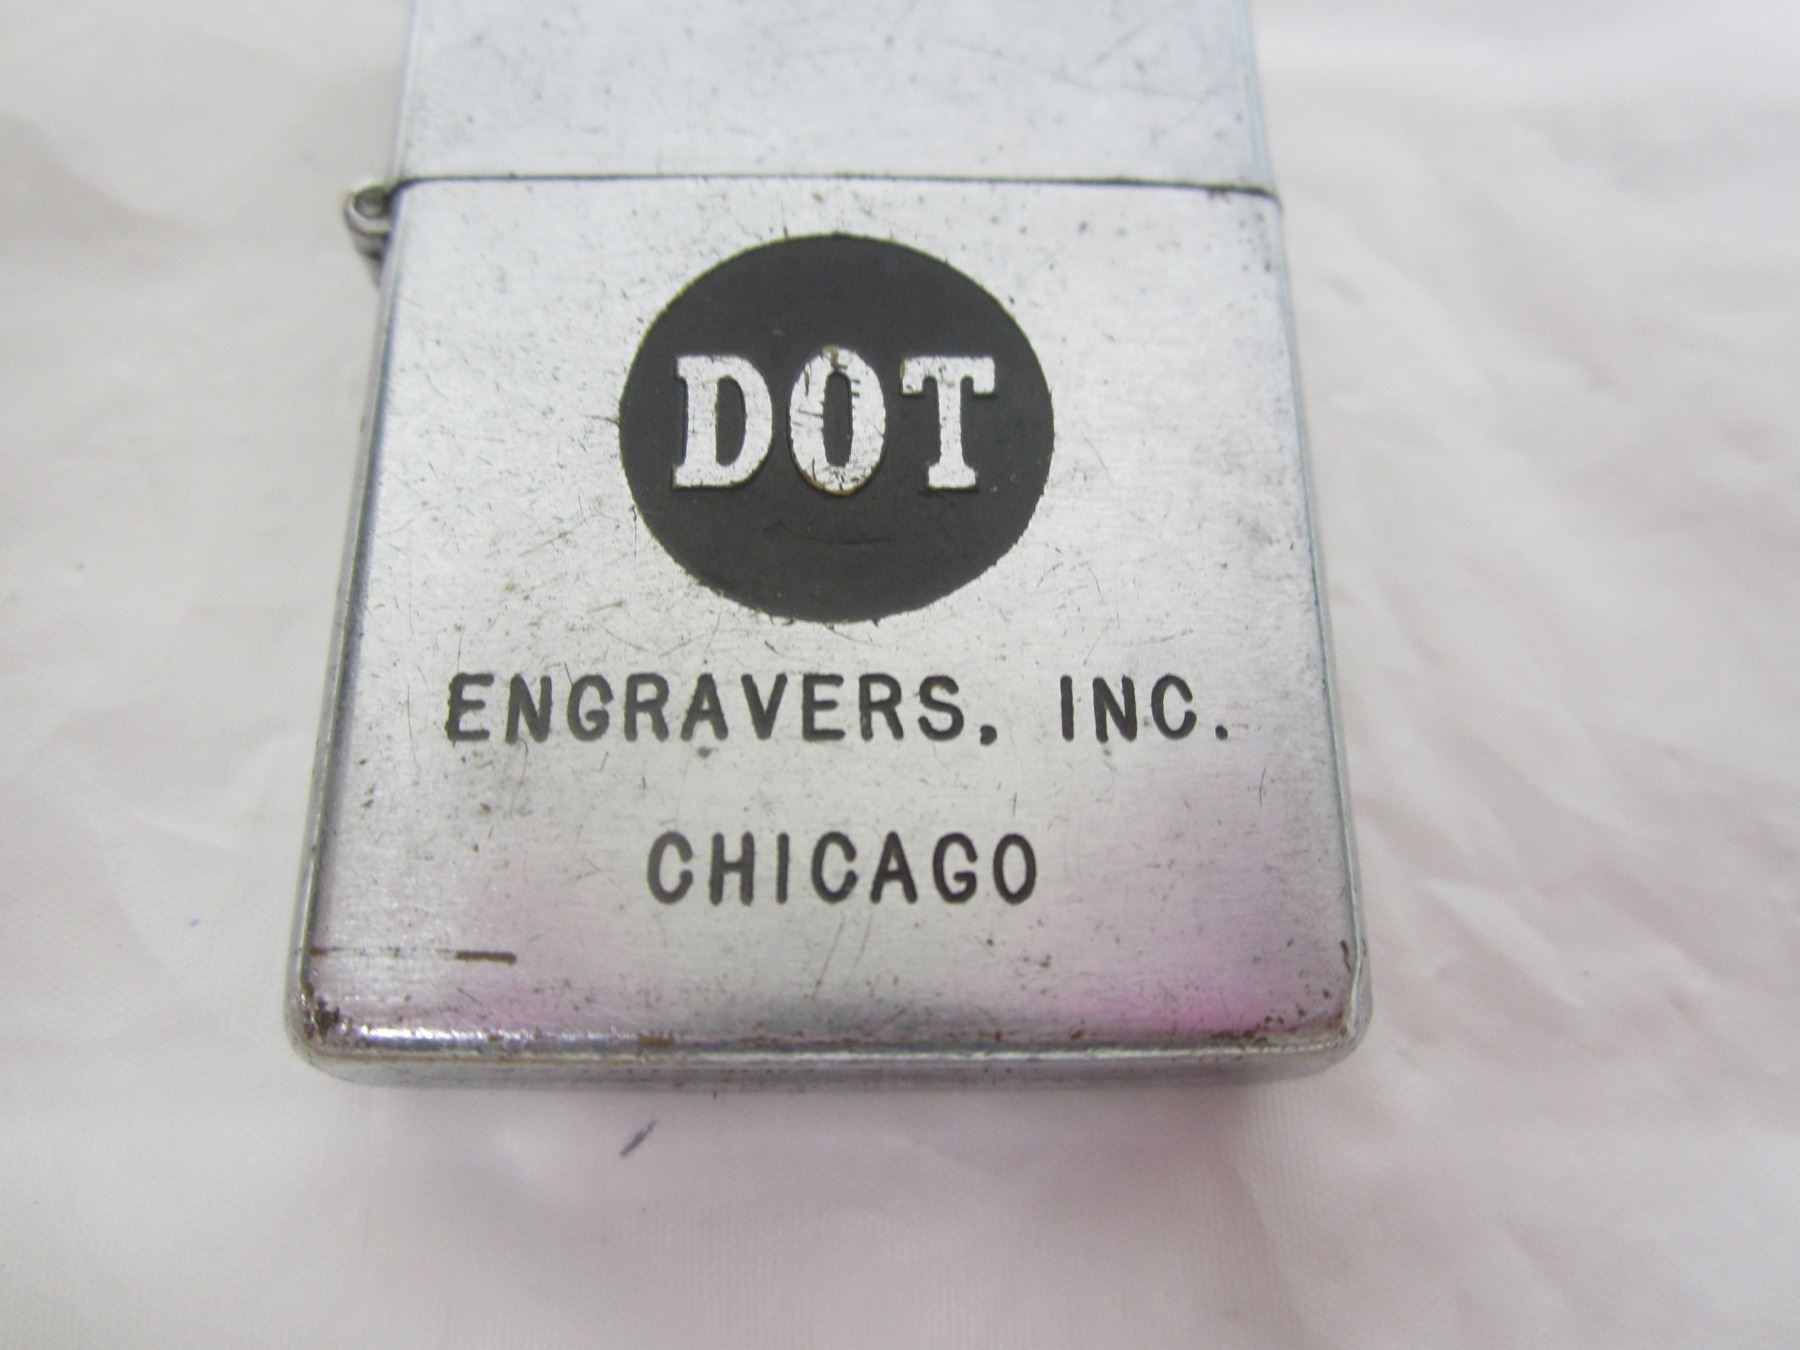 DOT
ENGRAVERS, INC.
CHICAGO